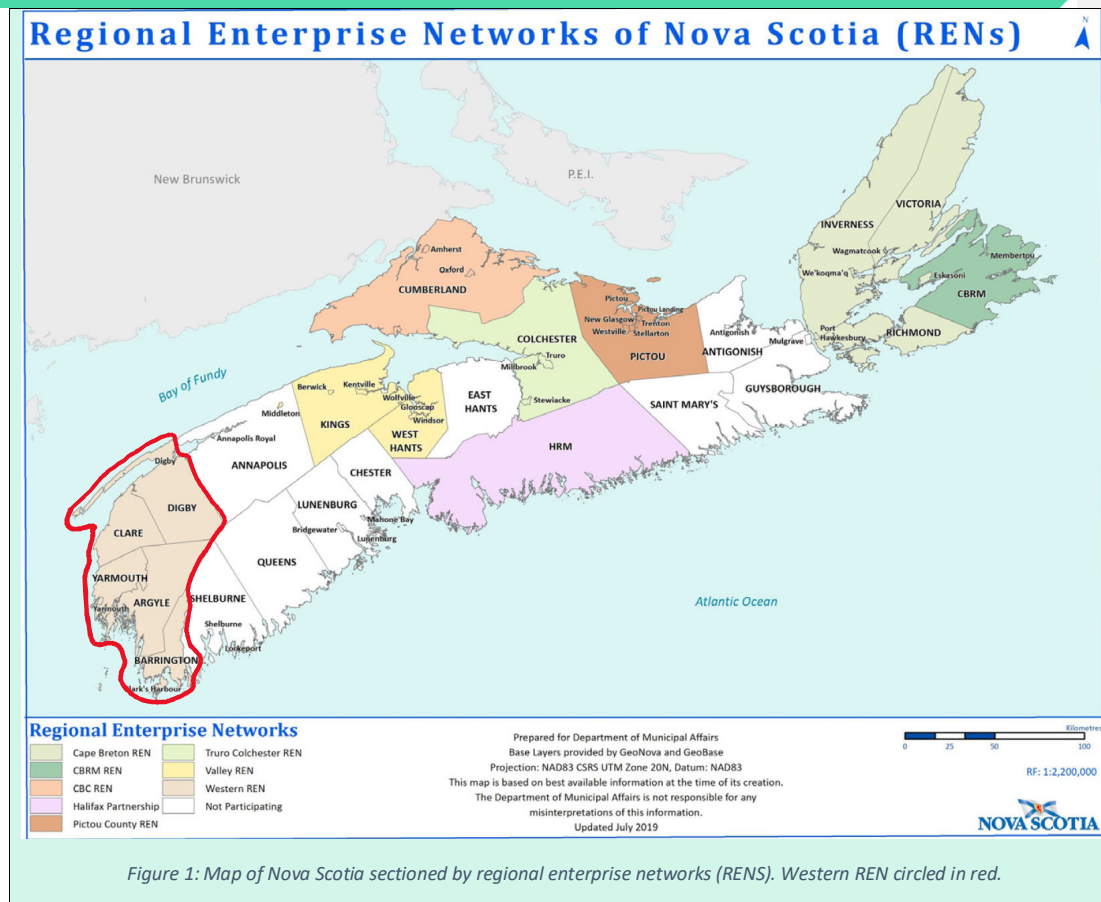 Regional Enterprise Networks of Nova Scotia (RENs)
N
New Brunswick
P.E.I.
VICTORIA
INVERNESS
Wagmatcook
Membertou
We'koqma'q
Eskasoni
CBRM
Amherst
Oxford
CUMBERLAND
Pictou
Pictou Landing
New Glasgow
Trenton
Westville
Stellarton
PICTOU
Port
Hawkesbury
RICHMOND
Antigonish
Mulgrave
ANTIGONISH
COLCHESTER
Truro
Millbrook
Stewiacke
GUYSBOROUGH
SAINT MARY'S
Bay of Fundy
Berwick
Kentville
Wolfville
Glooscap
Windsor
EAST
HANTS
KINGS
WEST
HANTS
Middleton
Annapolis Royal
HRM
ANNAPOLIS
CHESTER
Digby
DIGBY
LUNENBURG
Mahone Bay
Bridgewater
Lunenburg
CLARE
QUEENS
YARMOUTH
ARGYLE
Yarmouth
SHELBURNE
Shelburne
Lockeport
Atlantic Ocean
BARRINGTON
Clark's Harbour
Regional Enterprise Networks
Cape Breton REN
Truro Colchester REN
CBRM REN
Valley REN
CBC REN
Western REN
Halifax Partnership
Not Participating
Pictou County REN
Prepared for Department of Municipal Affairs
Base Layers provided by GeoNova and GeoBase
Projection: NAD83 CSRS UTM Zone 20N, Datum: NAD83
This map is based on best available information at the time of its creation.
The Department of Municipal Affairs is not responsible for any
misinterpretations of this information.
Updated July 2019
Kilometres
0 25 50 100
RF: 1:2,200,000
NOVA SCOTIA
Figure 1: Map of Nova Scotia sectioned by regional enterprise networks (RENS). Western REN circled in red.